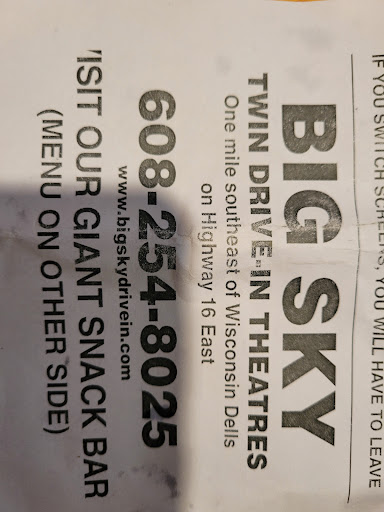 IF YOU SWITCH SCREENS, YOU WILL HAVE TO LEAVE
BIG SKY
TWIN DRIVE-IN THEATRES
One mile southeast of Wisconsin Dells
on Highway 16 East
608-254-8025
www.bigskydrivein.com
VISIT OUR GIANT SNACK BAR
(MENU ON OTHER SIDE)